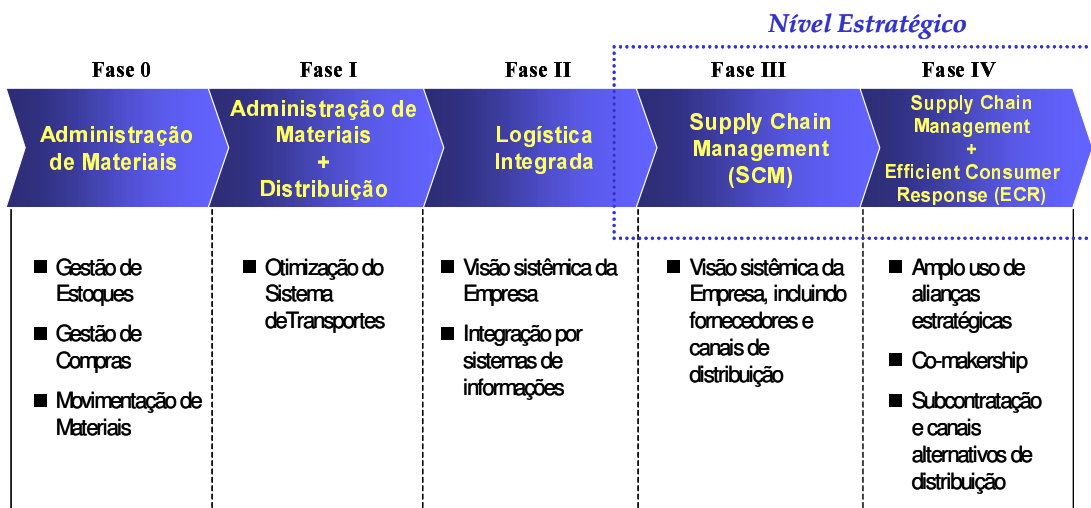 Nível Estratégico
Fase 0
Fase I
Fase II
Fase III
Fase IV
Administração
de Materiais
Administração de
Materiais
+
Distribuição
Logística
Integrada
Supply Chain
Management
(SCM)
Supply Chain
Management
+
Efficient Consumer
Response (ECR)
Gestão de
Estoques
Gestão de
Compras
Movimentação de
Materiais
Otimização do
Sistema
deTransportes
Visão sistêmica da
Empresa
Integração por
sistemas de
informações
Visão sistêmica da
Empresa, incluindo
fornecedores e
canais de
distribuição
Amplo uso de
alianças
estratégicas
Co-makership
Subcontratação
e canais
alternativos de
distribuição